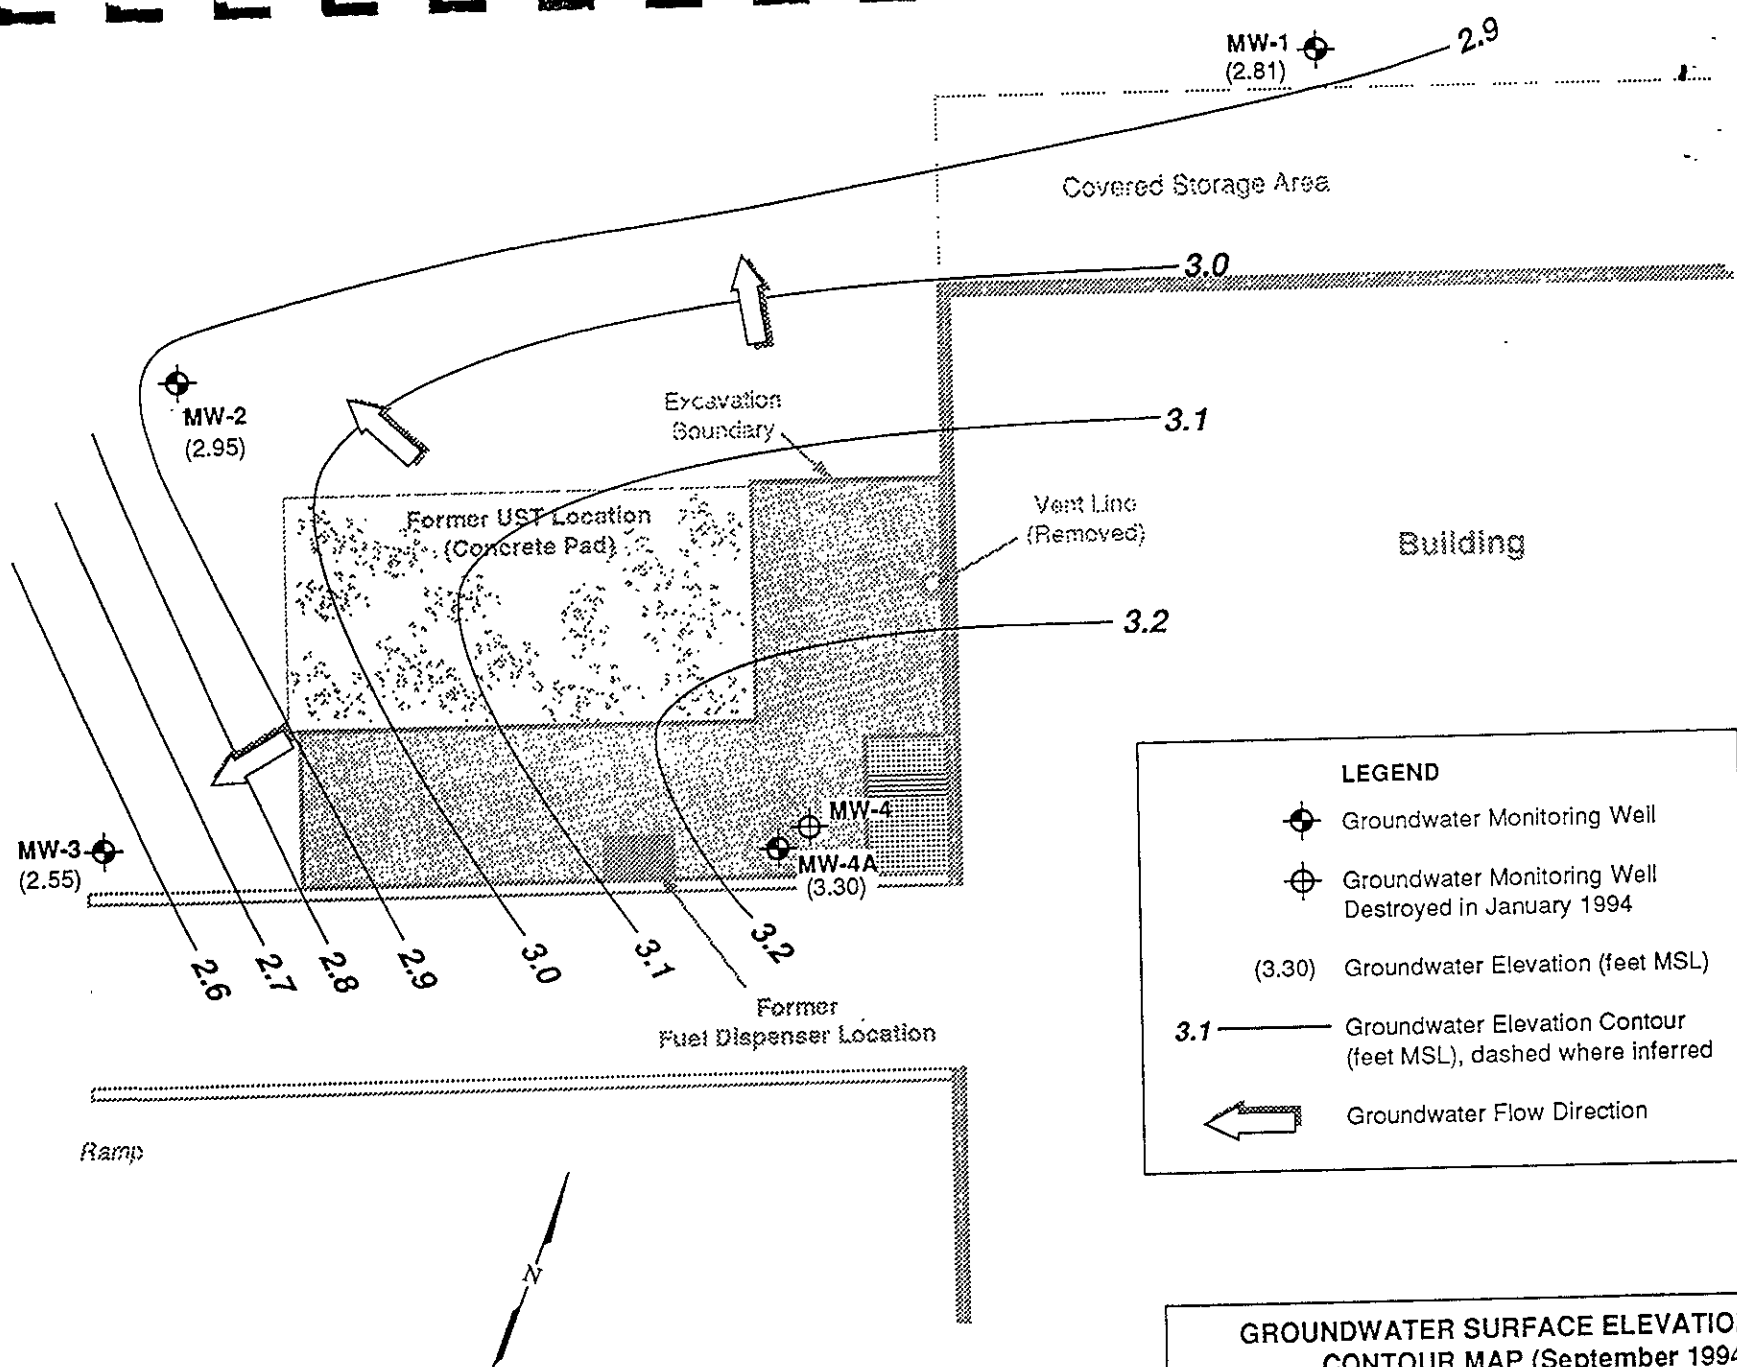 MW-1
(2.81)
2.9
Covered Storage Area
3.0
MW-2
(2.95)
Excavation
Boundary
3.1
Former UST Location
(Concrete Pad)
Vent Line
(Removed)
Building
3.2
MW-4
MW-4A
(3.30)
MW-3
(2.55)
2.6
2.7
2.8
2.9
3.0
3.1
3.2
Former
Fuel Dispenser Location
Ramp
N
LEGEND
Groundwater Monitoring Well
Groundwater Monitoring Well
Destroyed in January 1994
(3.30) Groundwater Elevation (feet MSL)
3.1 Groundwater Elevation Contour
(feet MSL), dashed where inferred
Groundwater Flow Direction
GROUNDWATER SURFACE ELEVATIO
CONTOUR MAP (September 1994